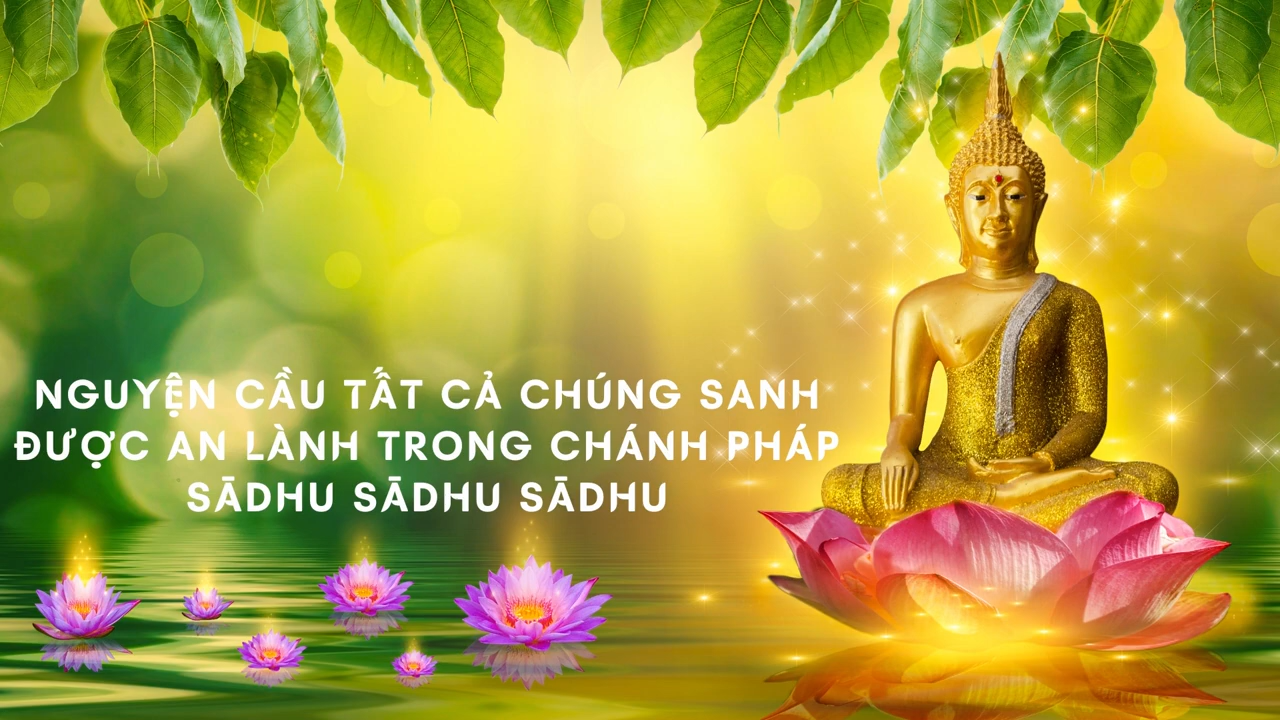 NGUYỆN CẦU TẤT CẢ CHÚNG SANH
ĐƯỢC AN LÀNH TRONG CHÁNH PHÁP
SĀDHU SĀDHU SĀDHU